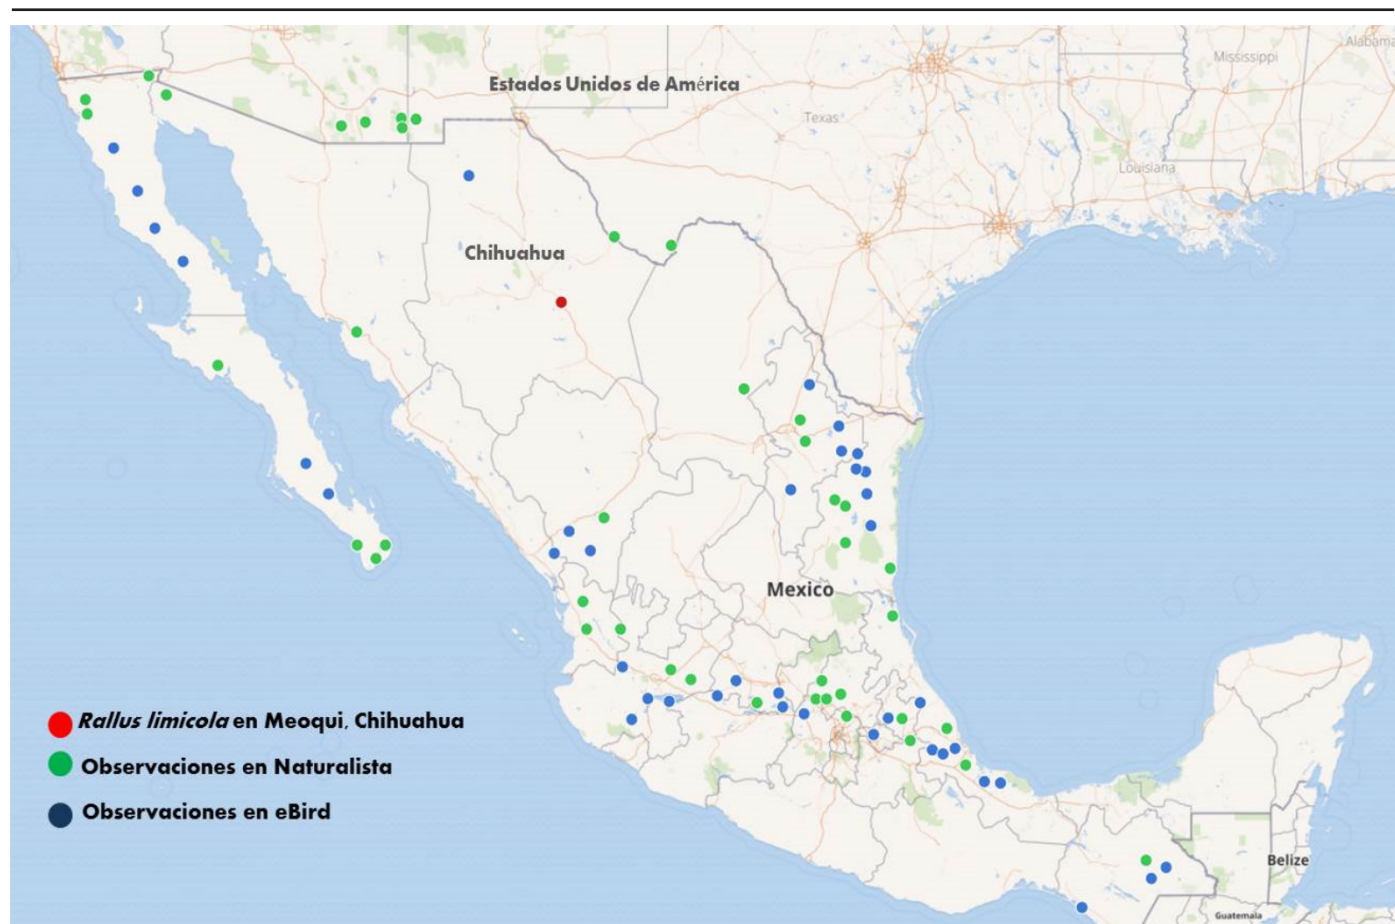 Alabama
Mississippi
Estados Unidos de América
Texas
Louisiana
Chihuahua
Mexico
Rallus limicola en Meoqui, Chihuahua
Observaciones en Naturalista
Observaciones en eBird
Belize
Guatemala